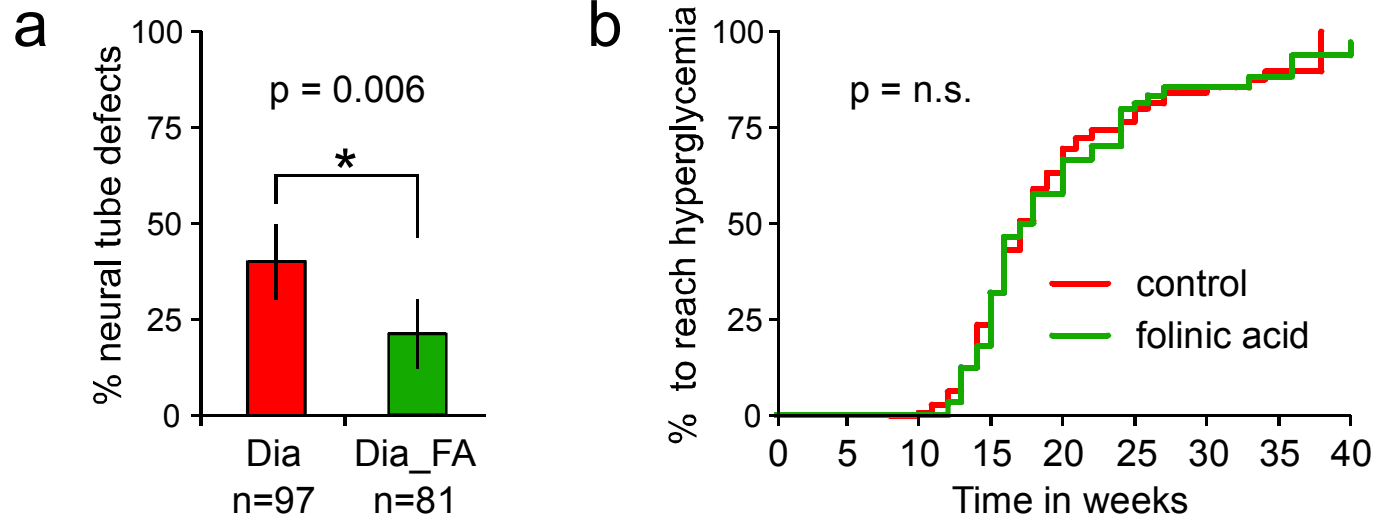 a
% neural tube defects
100
75
50
25
0
p = 0.006
*
Dia
n=97
Dia_FA
n=81
b
% to reach hyperglycemia
100
75
50
25
0
p = n.s.
control
folinic acid
0 5 10 15 20 25 30 35 40
Time in weeks